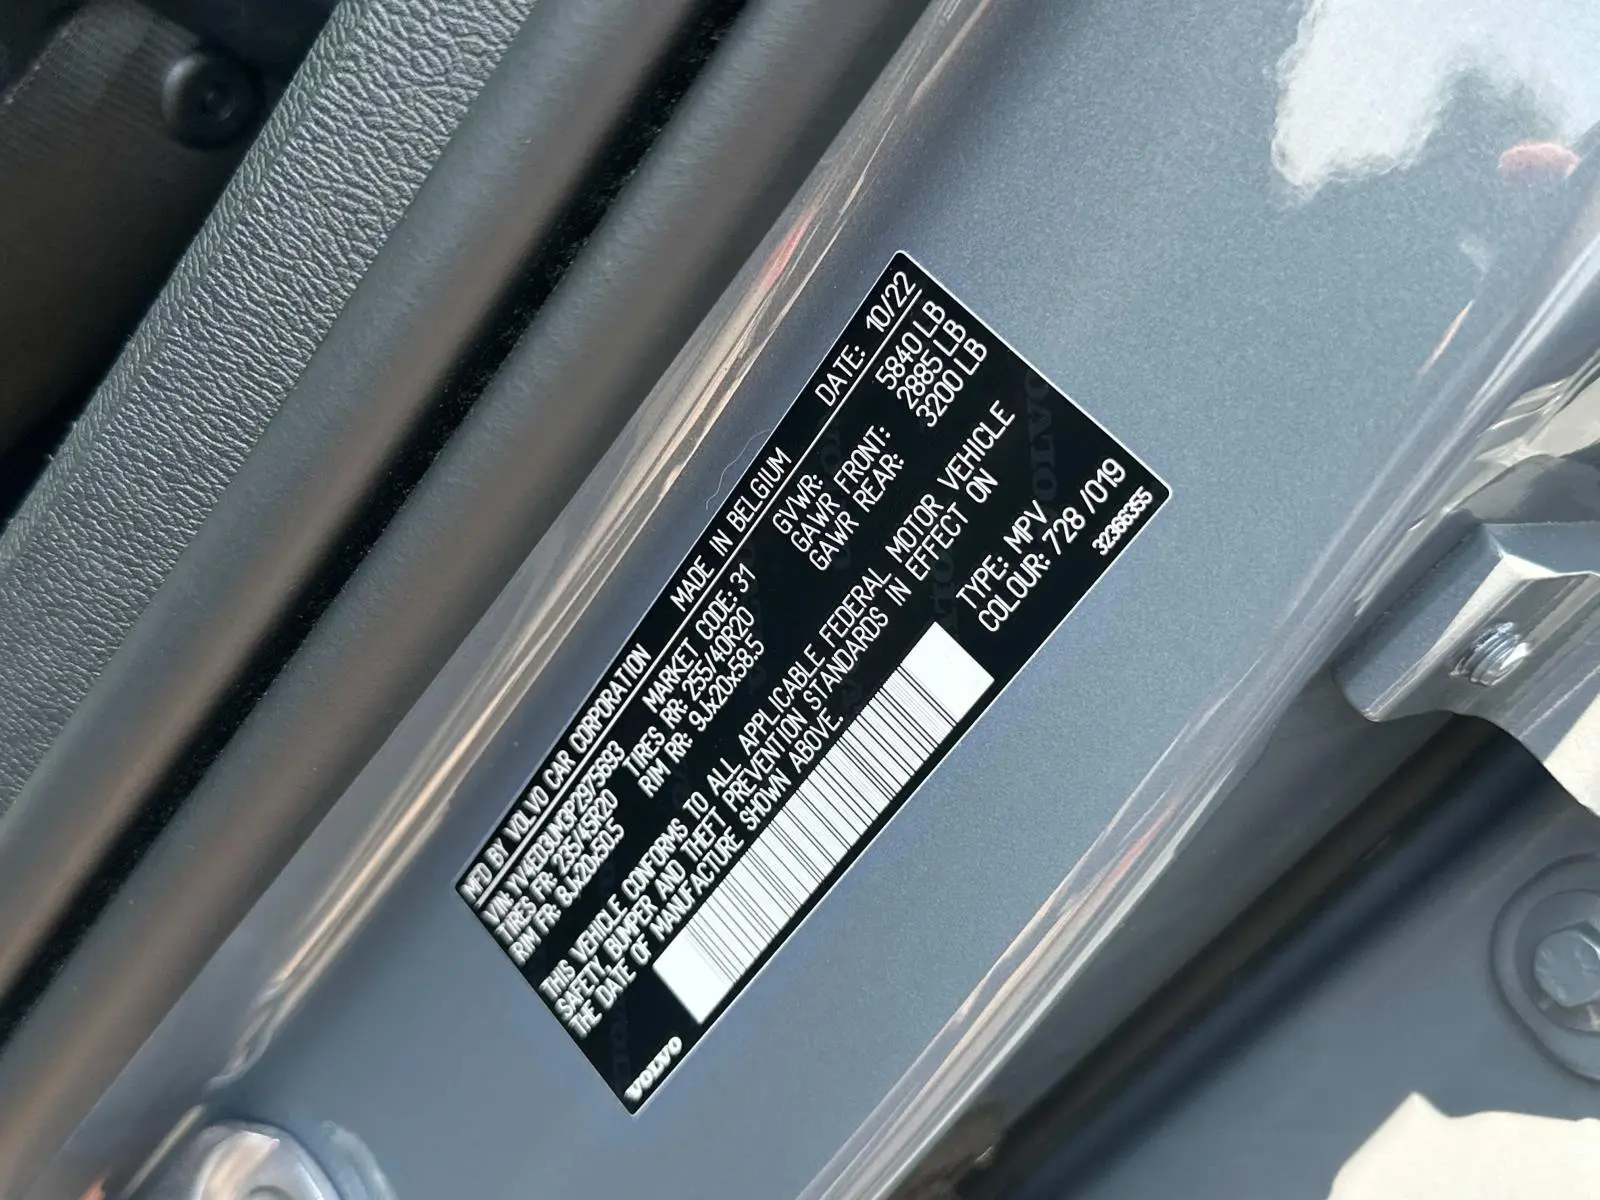 MFD BY VOLVO CAR CORPORATION MADE IN BELGIUM DATE: 10/22
VIN: YV4ED3UM3P2975693 MARKET CODE: 31 GVWR: 5840 LB
TIRES FR: 235/45R20 TIRES RR: 255/40R20 GAWR FRONT: 2885 LB
RIM FR: 8Jx20x50.5 RIM RR: 9Jx20x58.5 GAWR REAR: 3200 LB
THIS VEHICLE CONFORMS TO ALL APPLICABLE FEDERAL MOTOR VEHICLE
SAFETY, BUMPER AND THEFT PREVENTION STANDARDS IN EFFECT ON
THE DATE OF MANUFACTURE SHOWN ABOVE.
TYPE: MPV
COLOUR: 728 /019
VOLVO 32366355